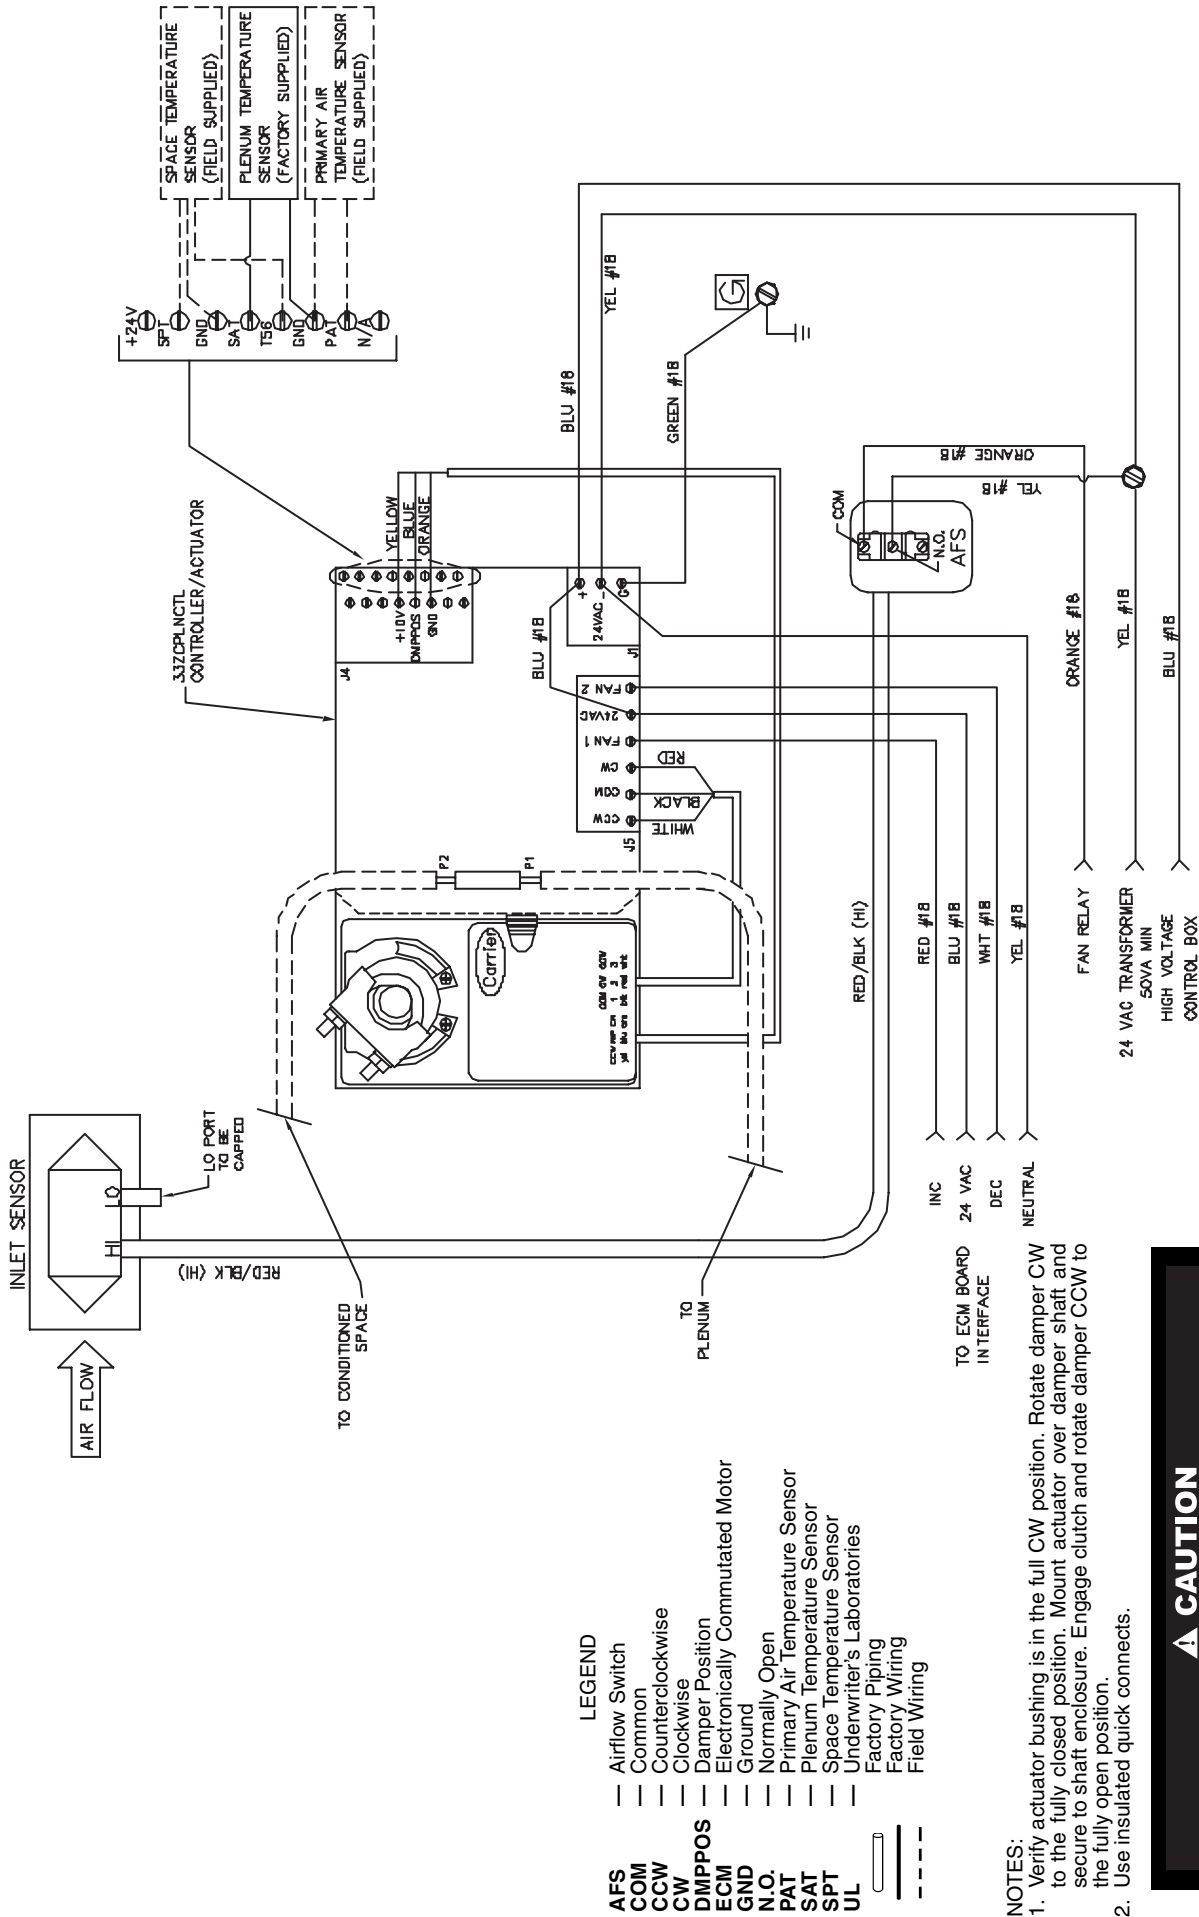 INLET SENSOR
AIR FLOW
HI
LO
LO PORT
TO BE
CAPPED
RED/BLK (HI)
TO CONDITIONED
SPACE
TO
PLENUM
33ZCPLNCTL
CONTROLLER/ACTUATOR
SPACE TEMPERATURE
SENSOR
(FIELD SUPPLIED)
PLENUM TEMPERATURE
SENSOR
(FACTORY SUPPLIED)
PRIMARY AIR
TEMPERATURE SENSOR
(FIELD SUPPLIED)
+24V
SPT
GND
SAT
T56
GND
PAT
N/A
J4
+10V
DMPPOS
GND
YELLOW
BLUE
ORANGE
P2
P1
Carrier
COM CW CCW
1 2 3
blk red wht
J5
CCW
COM
CW
FAN 1
24VAC
FAN 2
WHITE
BLACK
RED
J1
24VAC
+
-
G
BLU #18
BLU #18
YEL #18
GREEN #18
G
COM
N.O.
AFS
ORANGE #18
YEL #18
RED/BLK (HI)
RED #18
BLU #18
WHT #18
YEL #18
ORANGE #18
YEL #18
BLU #18
INC
24 VAC
DEC
NEUTRAL
TO ECM BOARD
INTERFACE
FAN RELAY
24 VAC TRANSFORMER
50VA MIN
HIGH VOLTAGE
CONTROL BOX
LEGEND
AFS — Airflow Switch
COM — Common
CCW — Counterclockwise
CW — Clockwise
DMPPOS — Damper Position
ECM — Electronically Commutated Motor
GND — Ground
N.O. — Normally Open
PAT — Primary Air Temperature Sensor
SAT — Plenum Temperature Sensor
SPT — Space Temperature Sensor
UL — Underwriter's Laboratories
Factory Piping
Factory Wiring
Field Wiring
NOTES:
1. Verify actuator bushing is in the full CW position. Rotate damper CW
to the fully closed position. Mount actuator over damper shaft and
secure to shaft enclosure. Engage clutch and rotate damper CCW to
the fully open position.
2. Use insulated quick connects.
CAUTION